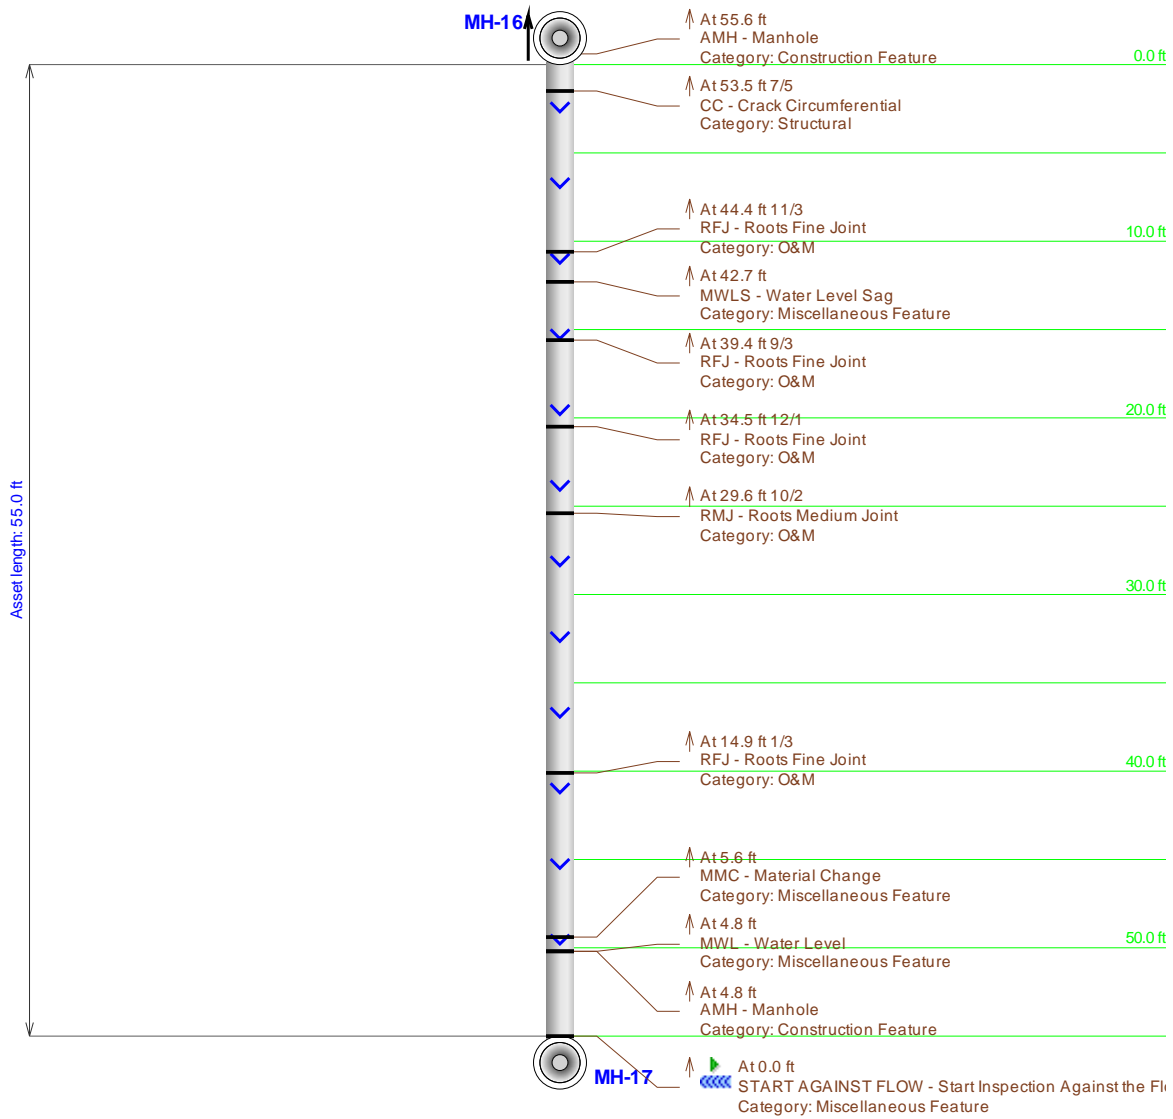 MH-16
At 55.6 ft
AMH - Manhole
Category: Construction Feature
0.0 ft
At 53.5 ft 7/5
CC - Crack Circumferential
Category: Structural
At 44.4 ft 11/3
RFJ - Roots Fine Joint
Category: O&M
10.0 ft
At 42.7 ft
MWLS - Water Level Sag
Category: Miscellaneous Feature
At 39.4 ft 9/3
RFJ - Roots Fine Joint
Category: O&M
20.0 ft
At 34.5 ft 12/1
RFJ - Roots Fine Joint
Category: O&M
At 29.6 ft 10/2
RMJ - Roots Medium Joint
Category: O&M
Asset length: 55.0 ft
30.0 ft
At 14.9 ft 1/3
RFJ - Roots Fine Joint
Category: O&M
40.0 ft
At 5.6 ft
MMC - Material Change
Category: Miscellaneous Feature
At 4.8 ft
MWL - Water Level
Category: Miscellaneous Feature
50.0 ft
At 4.8 ft
AMH - Manhole
Category: Construction Feature
MH-17
At 0.0 ft
START AGAINST FLOW - Start Inspection Against the Flo
Category: Miscellaneous Feature